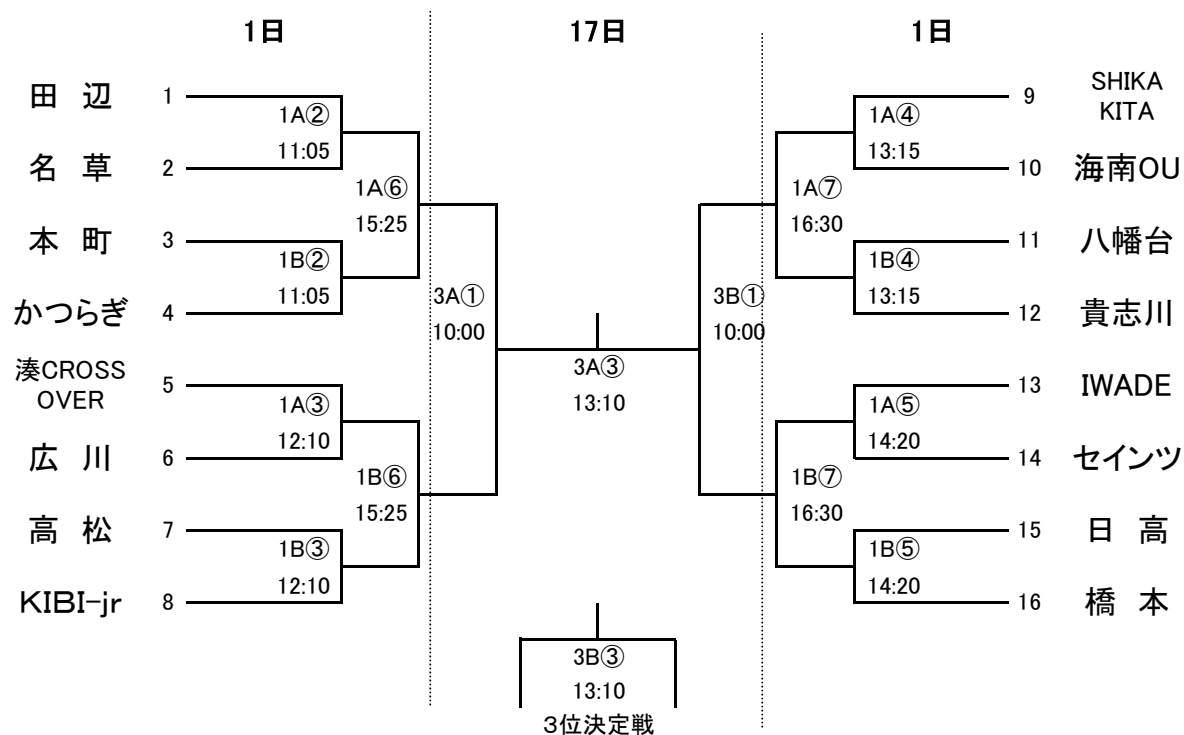 1日 17日 1日
田 辺 1
1A② 11:05
名 草 2
1A⑥ 15:25
本 町 3
1B② 11:05
かつらぎ 4
3A① 10:00
湊CROSS OVER 5
1A③ 12:10
広 川 6
1B⑥ 15:25
高 松 7
1B③ 12:10
KIBI-jr 8
3A③
13:10
3B③
13:10
3位決定戦
9 SHIKA KITA
1A④ 13:15
10 海南OU
1A⑦ 16:30
11 八幡台
1B④ 13:15
12 貴志川
3B① 10:00
13 IWADE
1A⑤ 14:20
14 セインツ
1B⑦ 16:30
15 日 高
1B⑤ 14:20
16 橋 本